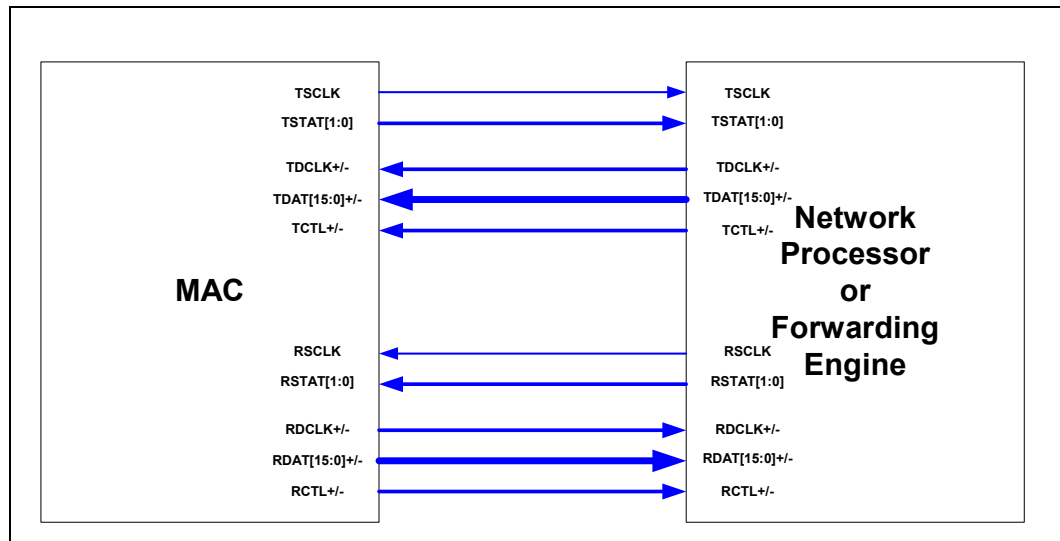 TSCLK
TSTAT[1:0]
TDCLK+/-
TDAT[15:0]+/-
TCTL+/-
MAC
RSCLK
RSTAT[1:0]
RDCLK+/-
RDAT[15:0]+/-
RCTL+/-
TSCLK
TSTAT[1:0]
TDCLK+/-
TDAT[15:0]+/-
TCTL+/-
Network
Processor
or
Forwarding
Engine
RSCLK
RSTAT[1:0]
RDCLK+/-
RDAT[15:0]+/-
RCTL+/-